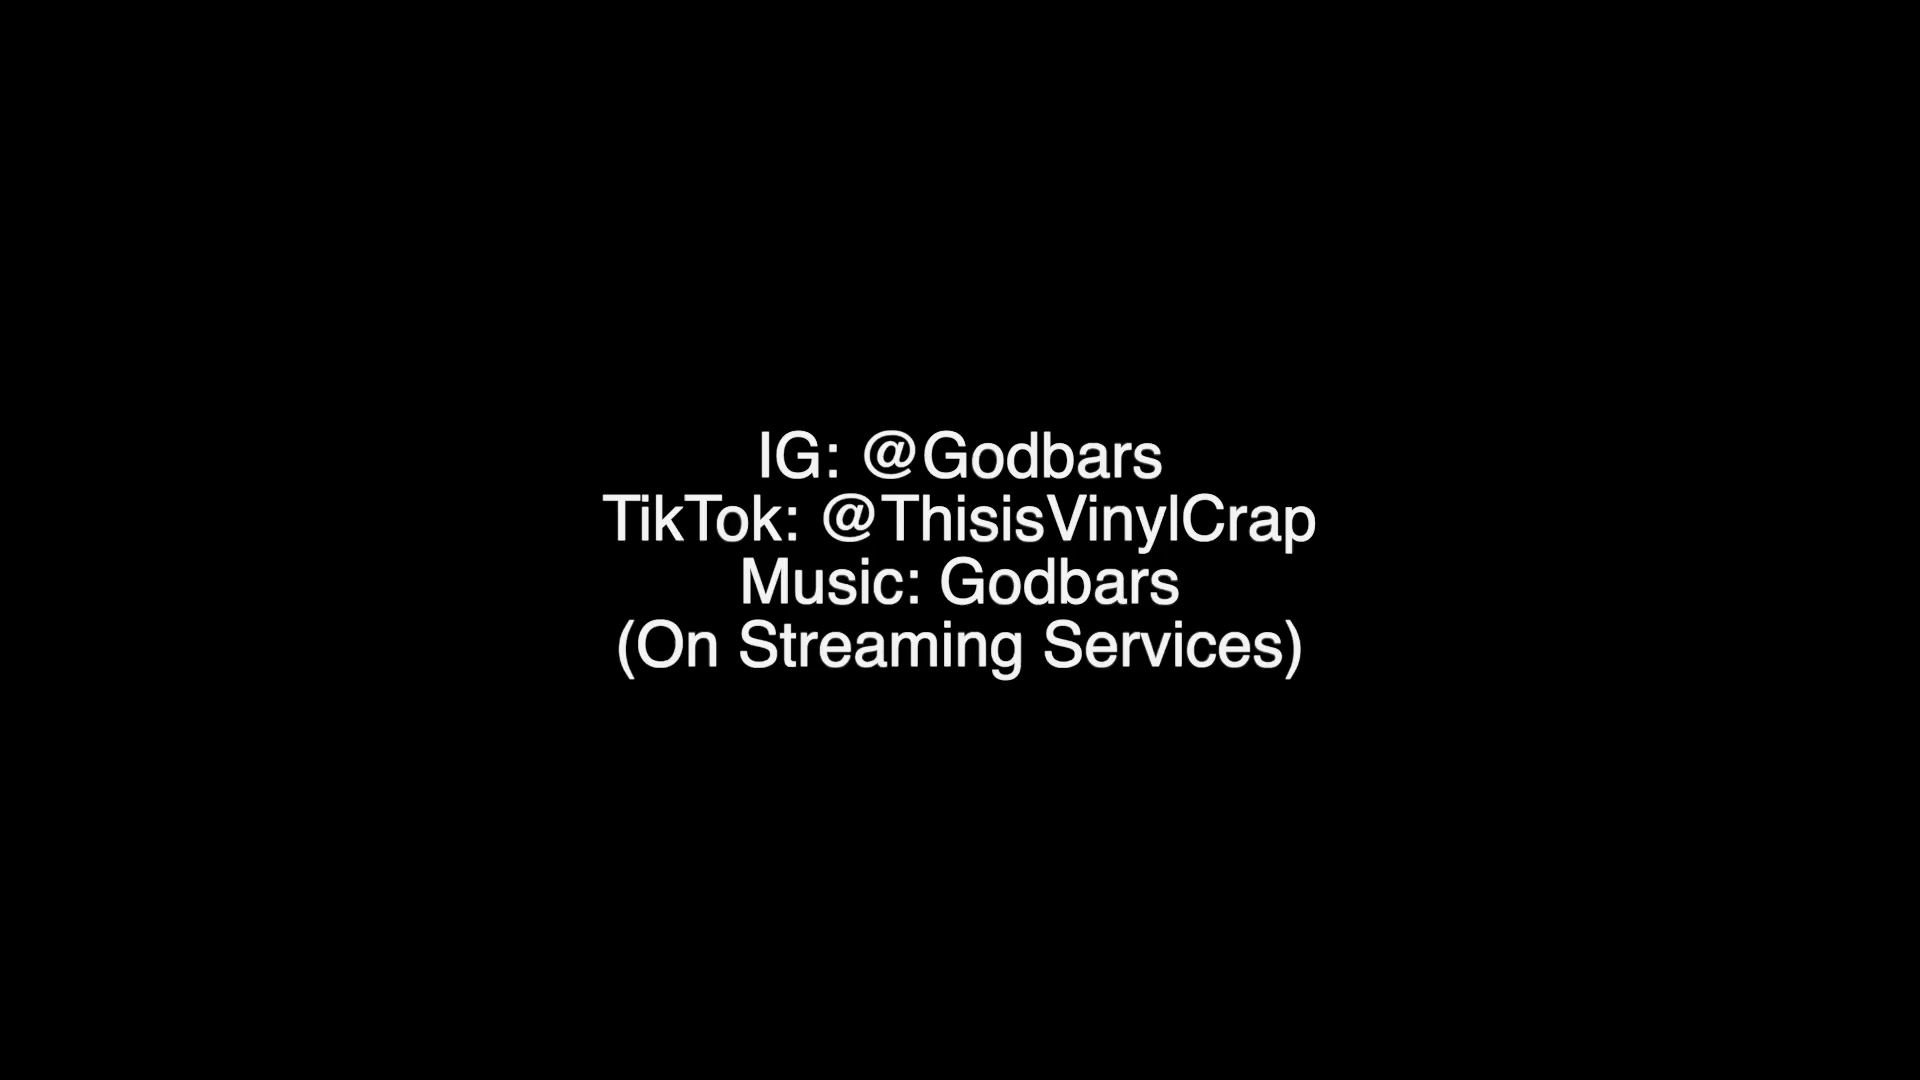 IG: @Godbars
TikTok: @ThisisVinylCrap
Music: Godbars
(On Streaming Services)